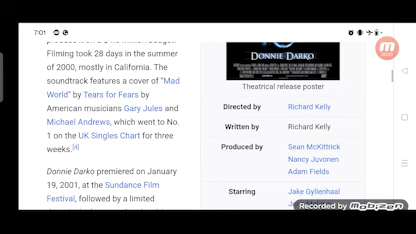 7:01
Filming took 28 days in the summer
of 2000, mostly in California. The
soundtrack features a cover of "Mad
World" by Tears for Fears by
American musicians Gary Jules and
Michael Andrews, which went to No.
1 on the UK Singles Chart for three
weeks.[4]
Donnie Darko premiered on January
19, 2001, at the Sundance Film
Festival, followed by a limited
DONNIE DARKO
Theatrical release poster
Directed by Richard Kelly
Written by Richard Kelly
Produced by Sean McKittrick
Nancy Juvonen
Adam Fields
Starring Jake Gyllenhaal
Recorded by MOBIZEN